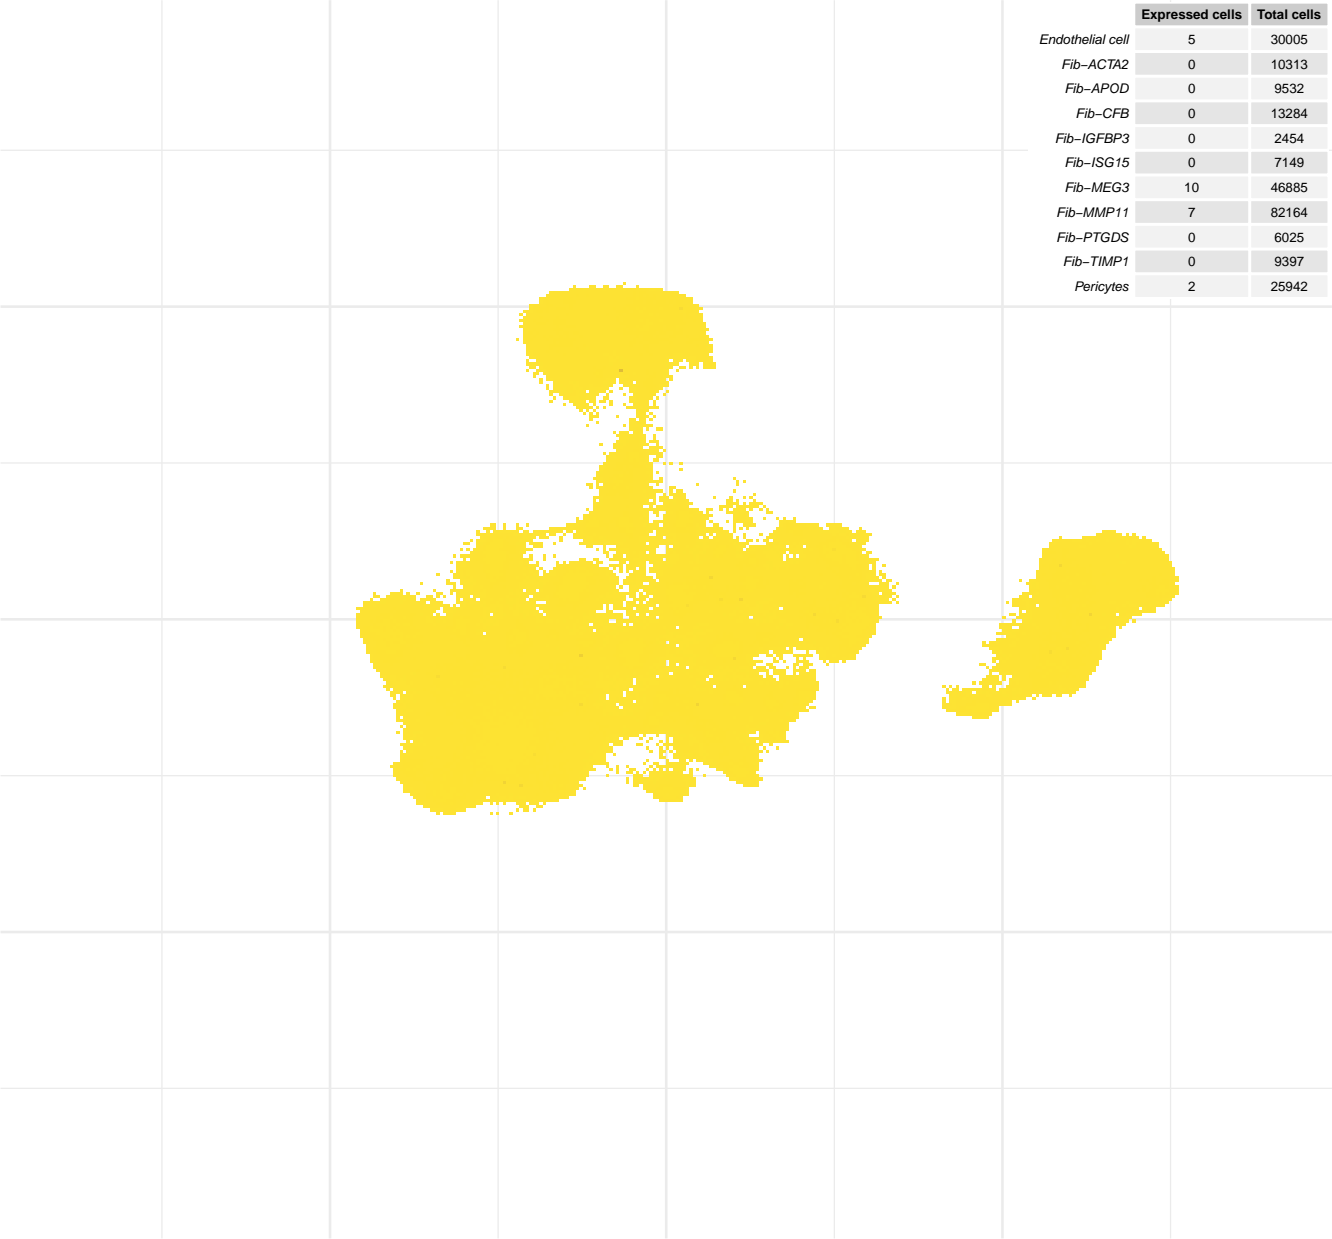 Expressed cells Total cells
Endothelial cell 5 30005
Fib−ACTA2 0 10313
Fib−APOD 0 9532
Fib−CFB 0 13284
Fib−IGFBP3 0 2454
Fib−ISG15 0 7149
Fib−MEG3 10 46885
Fib−MMP11 7 82164
Fib−PTGDS 0 6025
Fib−TIMP1 0 9397
Pericytes 2 25942